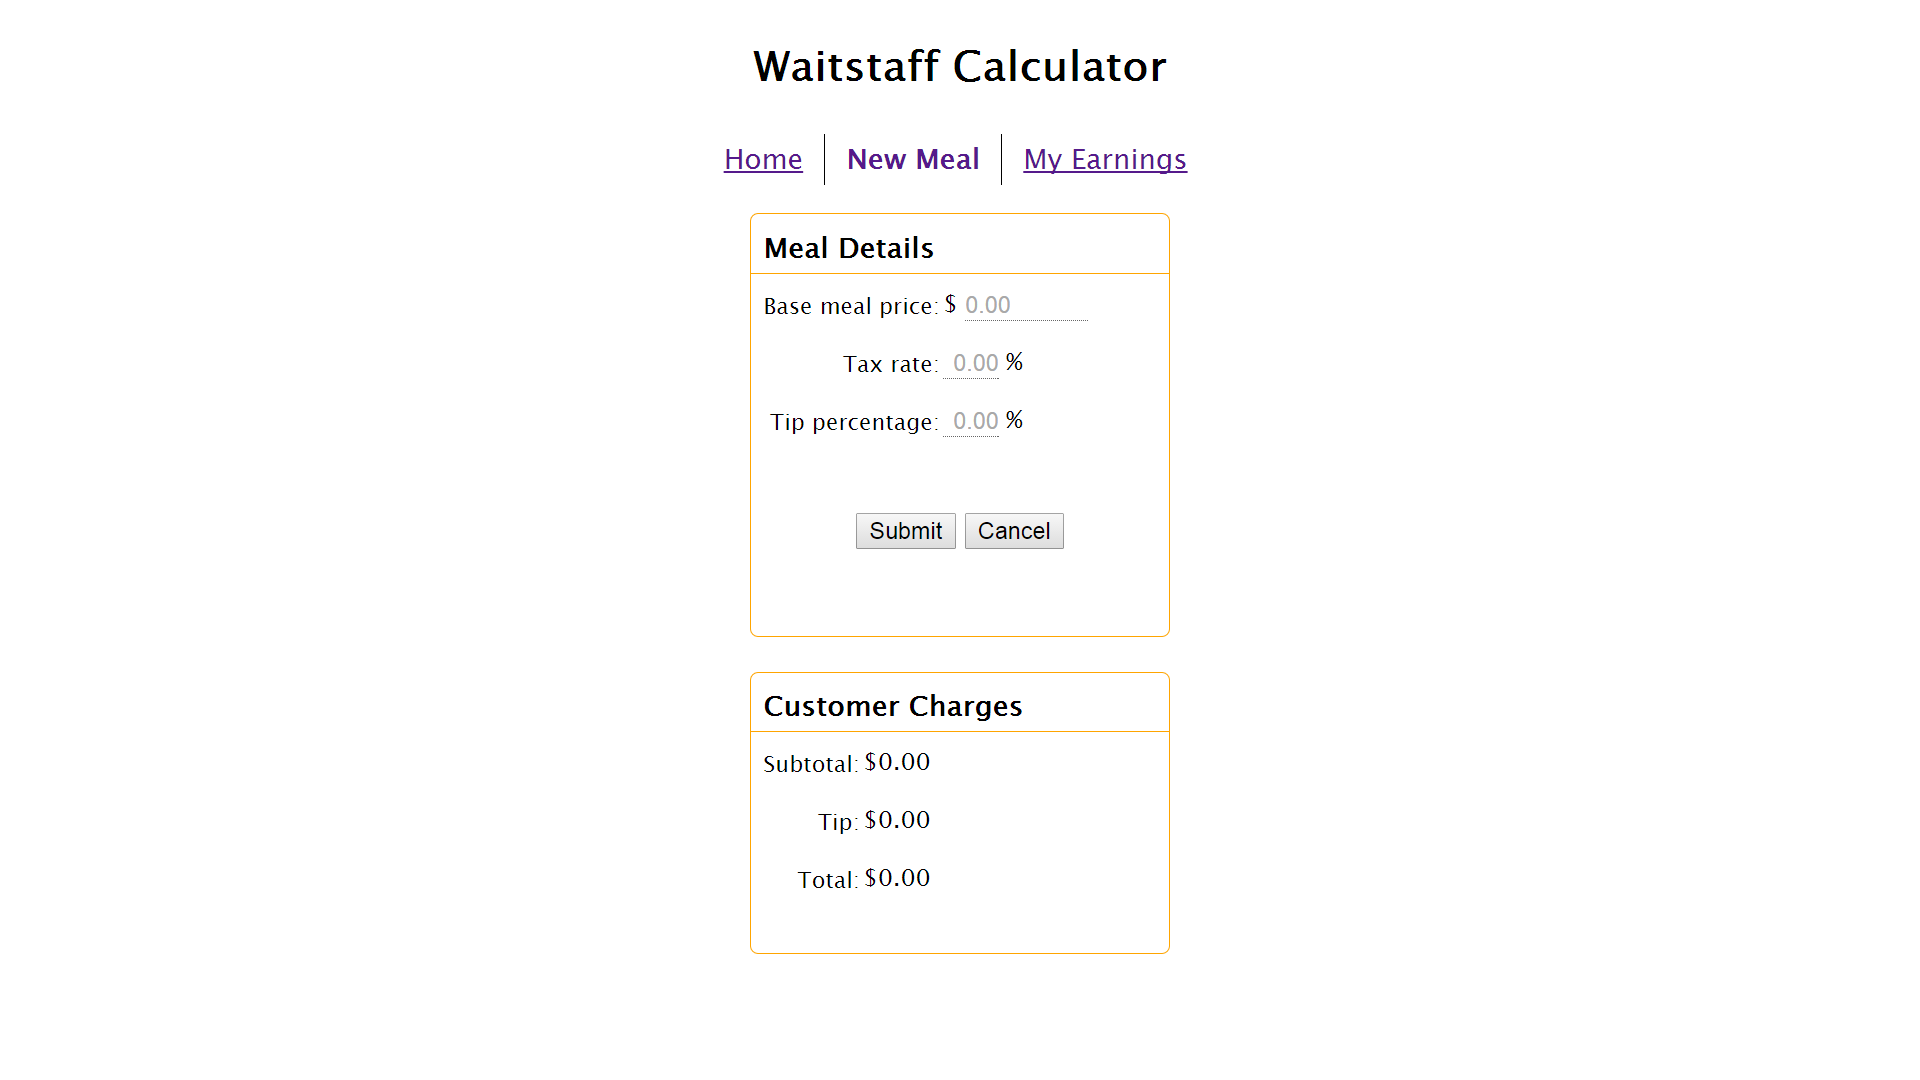 Waitstaff Calculator
Home New Meal My Earnings
Meal Details
Base meal price: $ 0.00
Tax rate: 0.00 %
Tip percentage: 0.00 %
Submit Cancel
Customer Charges
Subtotal: $0.00
Tip: $0.00
Total: $0.00